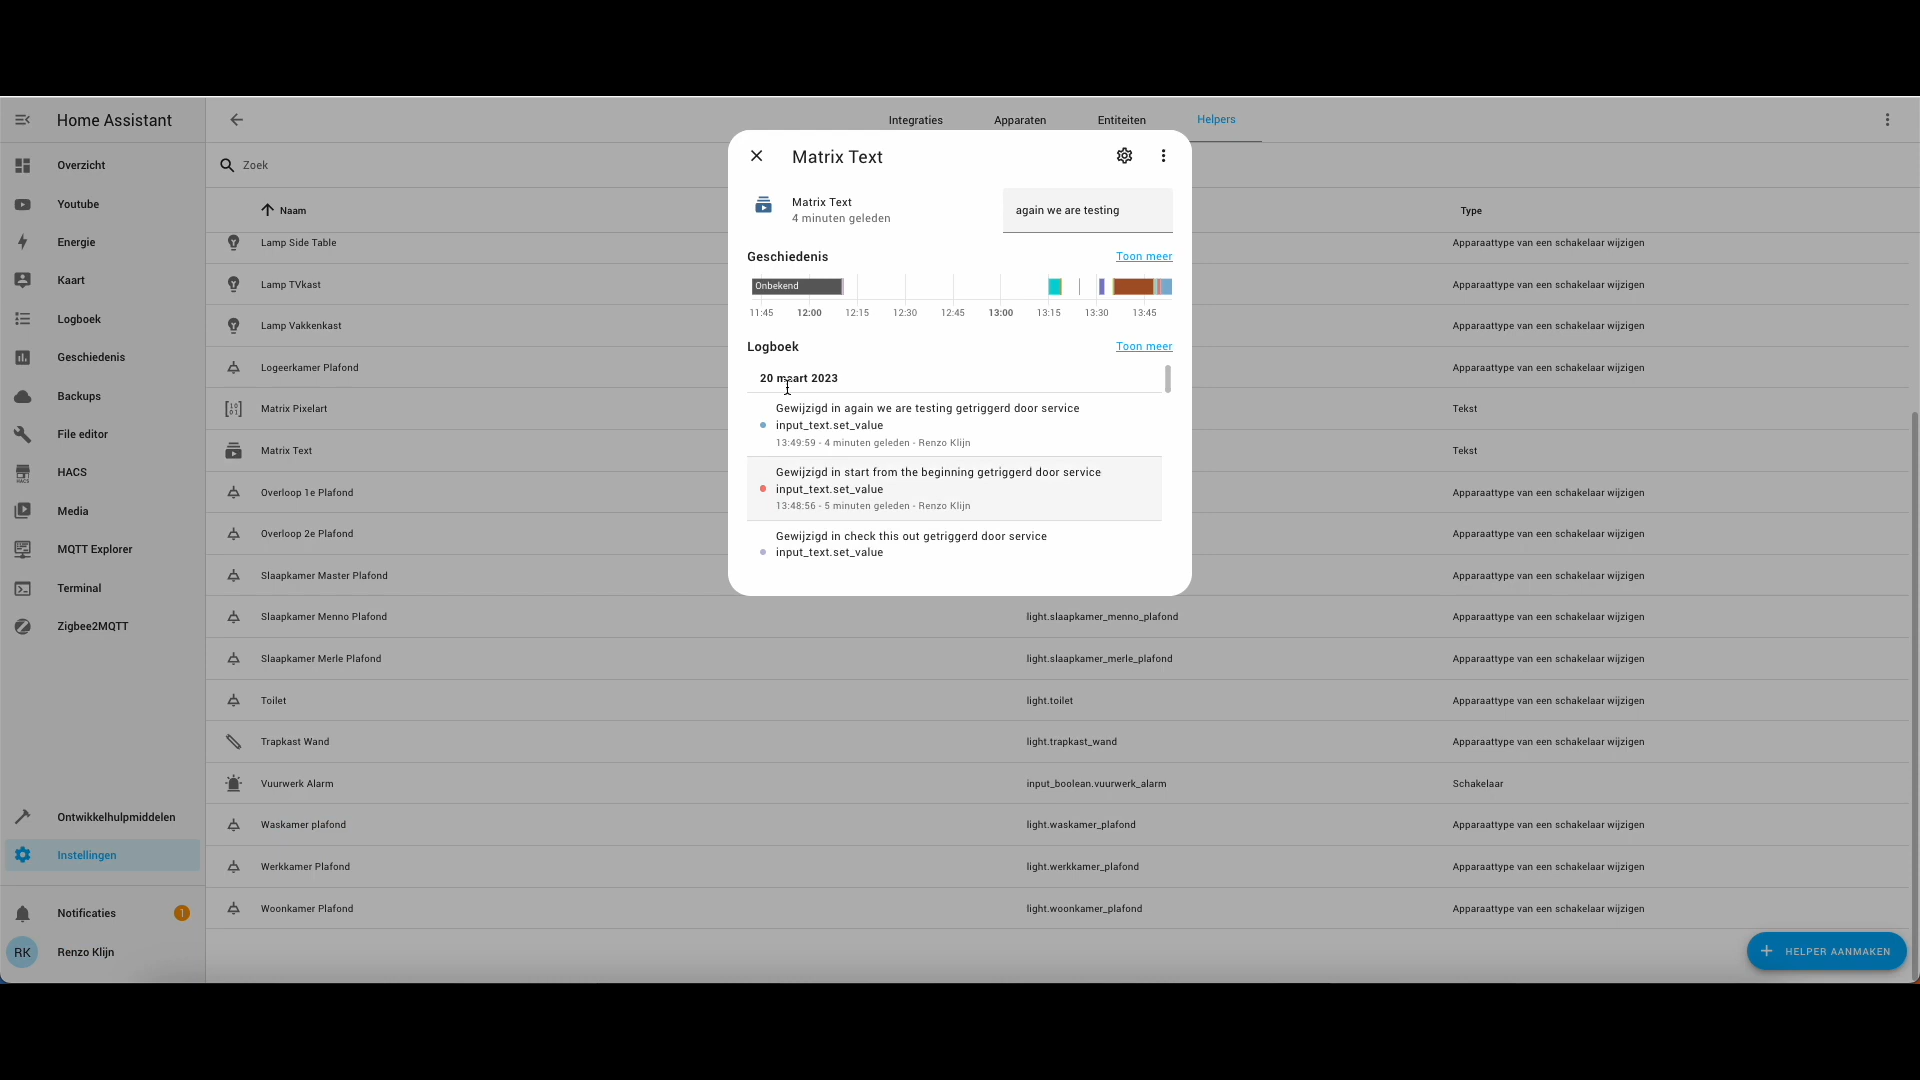 Home Assistant
Integraties
Apparaten
Entiteiten
Helpers
Overzicht
Youtube
Energie
Kaart
Logboek
Geschiedenis
Backups
File editor
HACS
HACS
Media
MQTT Explorer
Terminal
Zigbee2MQTT
Ontwikkelhulpmiddelen
Instellingen
Notificaties 1
RK Renzo Klijn
Zoek
Naam Type
Lamp Side Table Apparaattype van een schakelaar wijzigen
Lamp TVkast Apparaattype van een schakelaar wijzigen
Lamp Vakkenkast Apparaattype van een schakelaar wijzigen
Logeerkamer Plafond Apparaattype van een schakelaar wijzigen
Matrix Pixelart Tekst
Matrix Text Tekst
Overloop 1e Plafond Apparaattype van een schakelaar wijzigen
Overloop 2e Plafond Apparaattype van een schakelaar wijzigen
Slaapkamer Master Plafond Apparaattype van een schakelaar wijzigen
Slaapkamer Menno Plafond light.slaapkamer_menno_plafond Apparaattype van een schakelaar wijzigen
Slaapkamer Merle Plafond light.slaapkamer_merle_plafond Apparaattype van een schakelaar wijzigen
Toilet light.toilet Apparaattype van een schakelaar wijzigen
Trapkast Wand light.trapkast_wand Apparaattype van een schakelaar wijzigen
Vuurwerk Alarm input_boolean.vuurwerk_alarm Schakelaar
Waskamer plafond light.waskamer_plafond Apparaattype van een schakelaar wijzigen
Werkkamer Plafond light.werkkamer_plafond Apparaattype van een schakelaar wijzigen
Woonkamer Plafond light.woonkamer_plafond Apparaattype van een schakelaar wijzigen
HELPER AANMAKEN
Matrix Text
Matrix Text
4 minuten geleden
again we are testing
Geschiedenis Toon meer
Onbekend
11:45 12:00 12:15 12:30 12:45 13:00 13:15 13:30 13:45
Logboek Toon meer
20 maart 2023
Gewijzigd in again we are testing getriggerd door service
input_text.set_value
13:49:59 - 4 minuten geleden - Renzo Klijn
Gewijzigd in start from the beginning getriggerd door service
input_text.set_value
13:48:56 - 5 minuten geleden - Renzo Klijn
Gewijzigd in check this out getriggerd door service
input_text.set_value